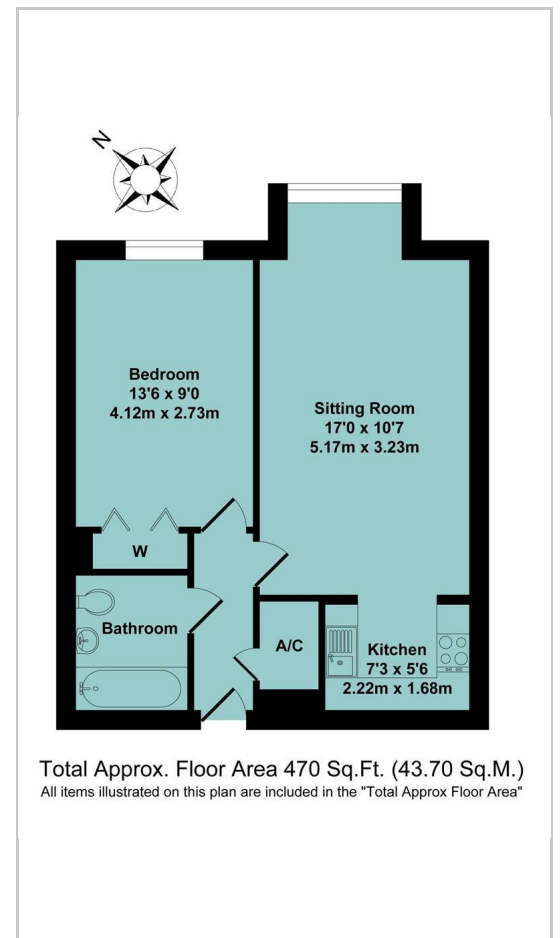 N
Bedroom
13'6 x 9'0
4.12m x 2.73m
Sitting Room
17'0 x 10'7
5.17m x 3.23m
W
Bathroom
A/C
Kitchen
7'3 x 5'6
2.22m x 1.68m
Total Approx. Floor Area 470 Sq.Ft. (43.70 Sq.M.)
All items illustrated on this plan are included in the "Total Approx Floor Area"